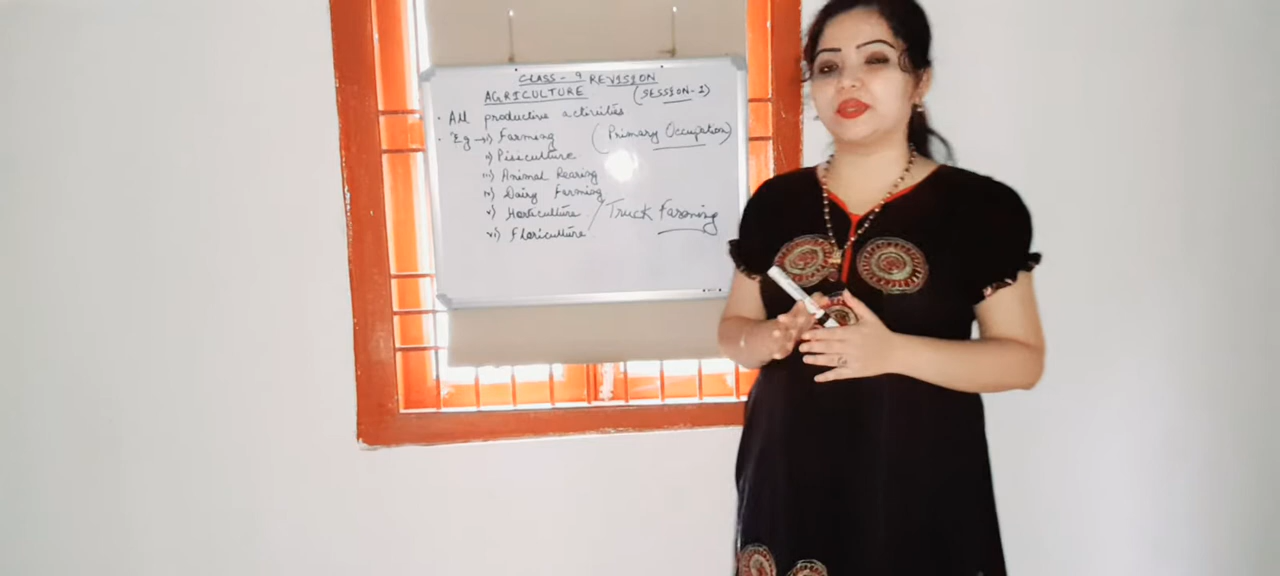 CLASS - 9 REVISION
AGRICULTURE (SESSION-1)
· All productive activities
· Eg → i) Farming (Primary Occupation)
ii) Pisiculture
iii) Animal Rearing
iv) Dairy Farming
v) Horticulture / Truck Farming
vi) Floriculture